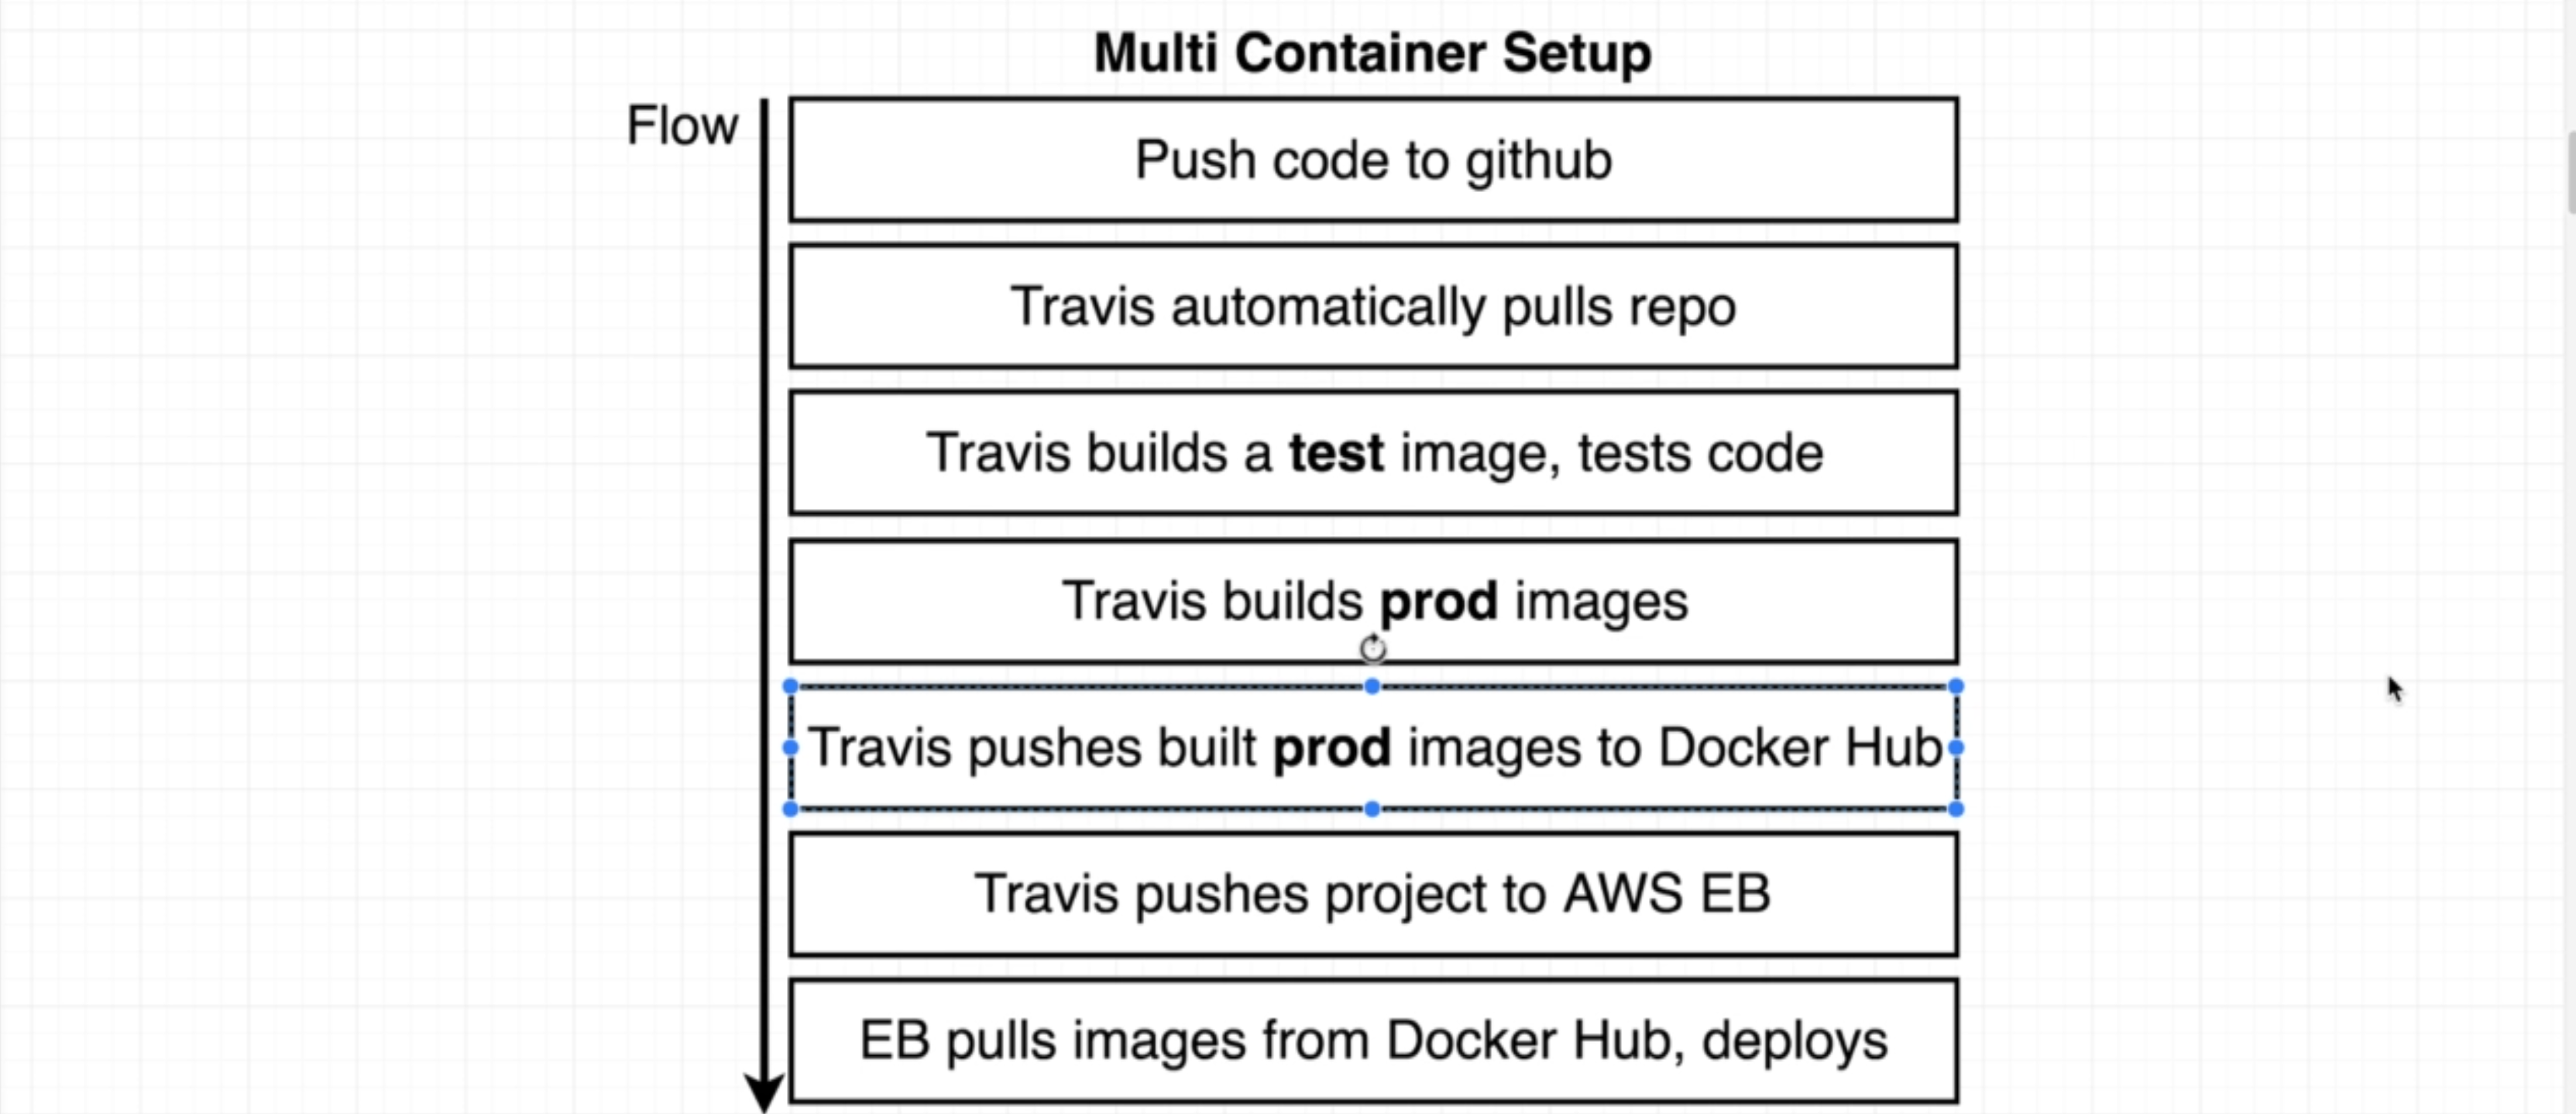 Multi Container Setup
Flow
Push code to github
Travis automatically pulls repo
Travis builds a test image, tests code
Travis builds prod images
Travis pushes built prod images to Docker Hub
Travis pushes project to AWS EB
EB pulls images from Docker Hub, deploys